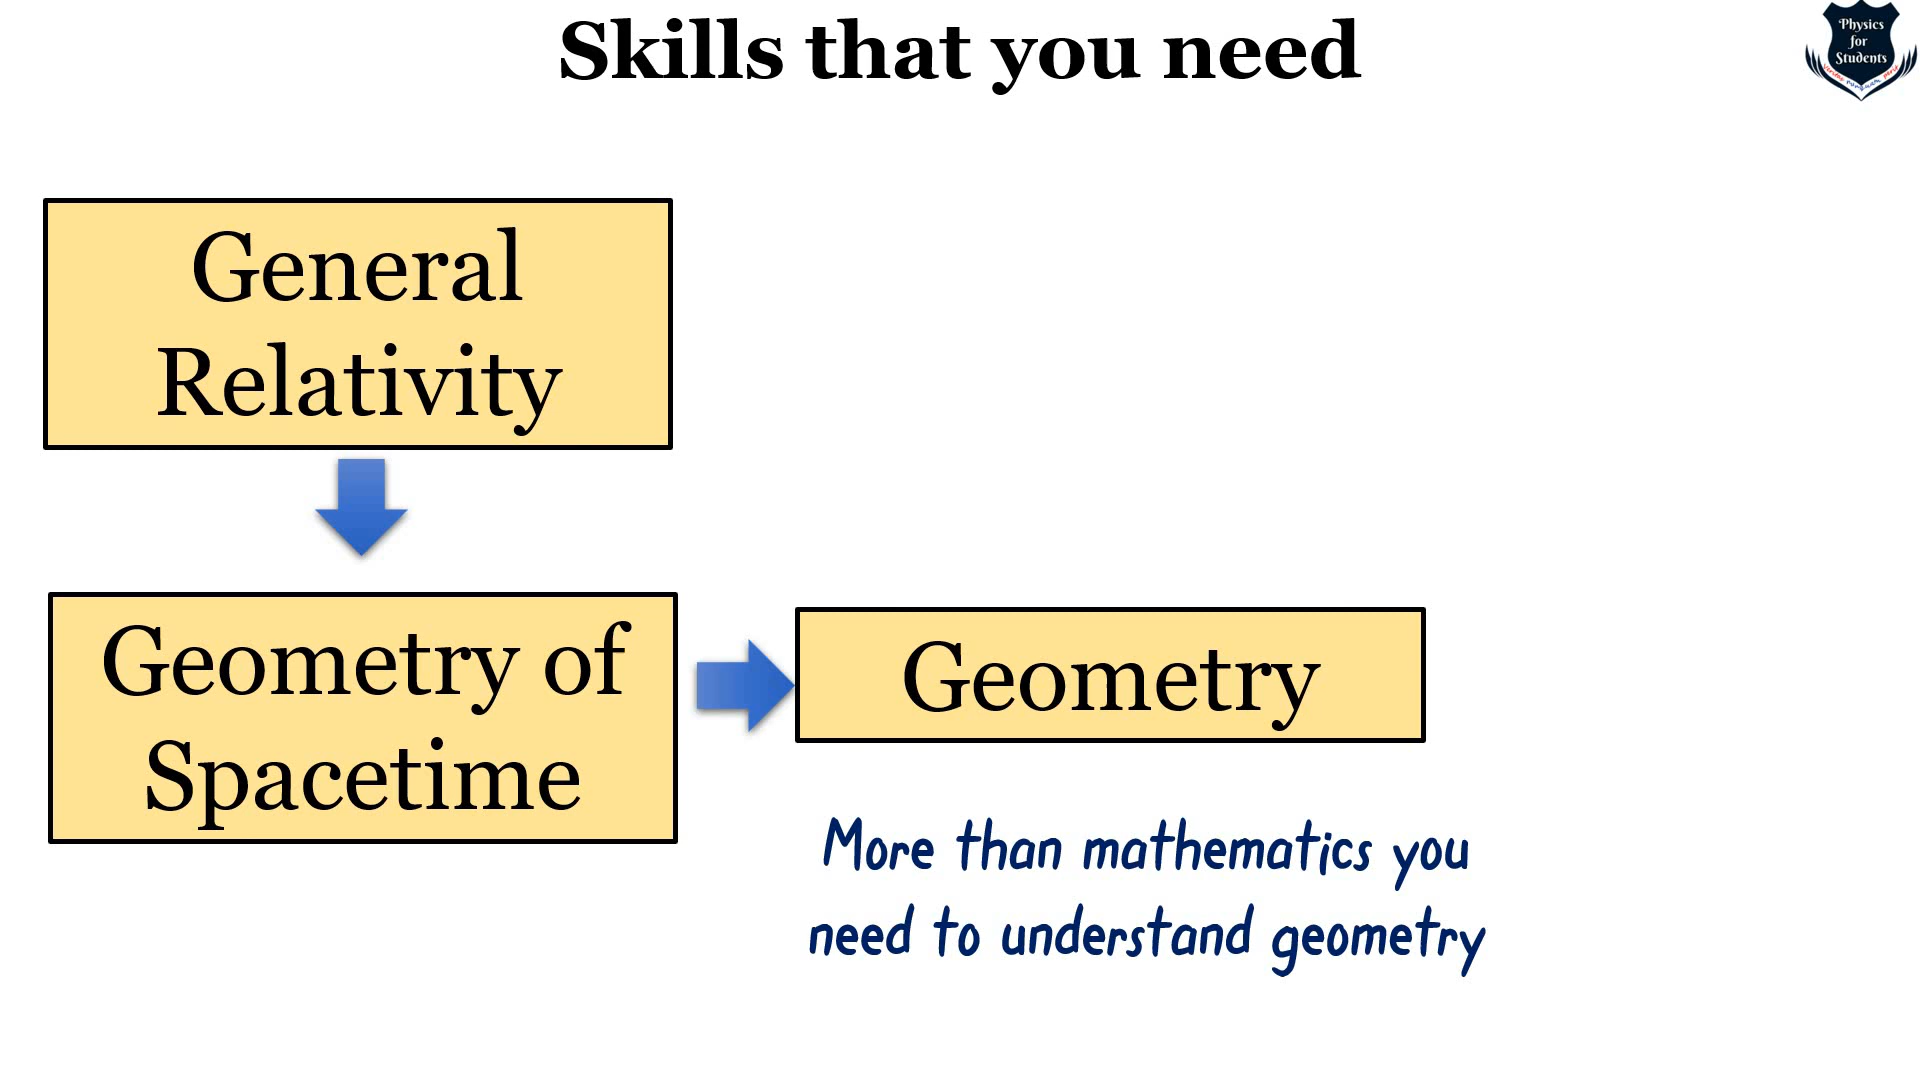 Skills that you need
Physics
for
Students
General
Relativity
Geometry of
Spacetime
Geometry
More than mathematics you
need to understand geometry